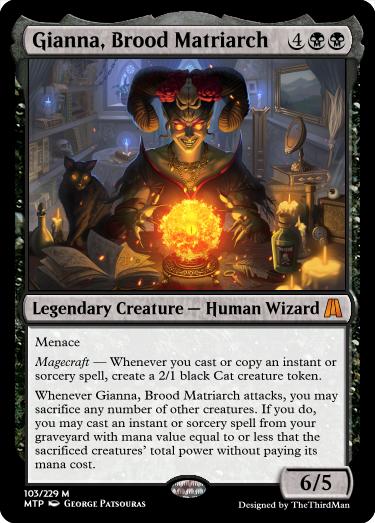 Gianna, Brood Matriarch 4
Legendary Creature — Human Wizard
Menace
Magecraft — Whenever you cast or copy an instant or
sorcery spell, create a 2/1 black Cat creature token.
Whenever Gianna, Brood Matriarch attacks, you may
sacrifice any number of other creatures. If you do,
you may cast an instant or sorcery spell from your
graveyard with mana value equal to or less that the
sacrificed creatures' total power without paying its
mana cost.
6/5
103/229 M
MTP George Patsouras
Designed by TheThirdMan